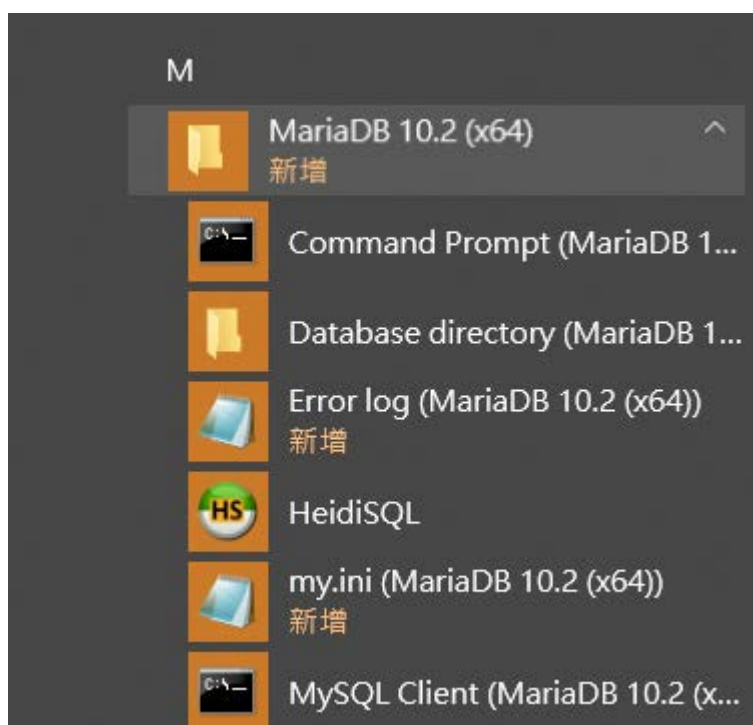 M
MariaDB 10.2 (x64)
新增
Command Prompt (MariaDB 1...
Database directory (MariaDB 1...
Error log (MariaDB 10.2 (x64))
新增
HS
HeidiSQL
my.ini (MariaDB 10.2 (x64))
新增
MySQL Client (MariaDB 10.2 (x...